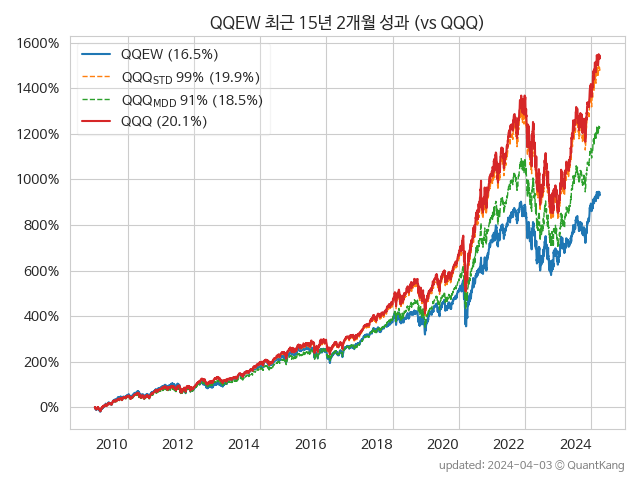 QQEW 최근 15년 2개월 성과 (vs QQQ)
1600%
1400%
1200%
1000%
800%
600%
400%
200%
0%
QQEW (16.5%)
QQQSTD 99% (19.9%)
QQQMDD 91% (18.5%)
QQQ (20.1%)
2010 2012 2014 2016 2018 2020 2022 2024
updated: 2024-04-03 © QuantKang